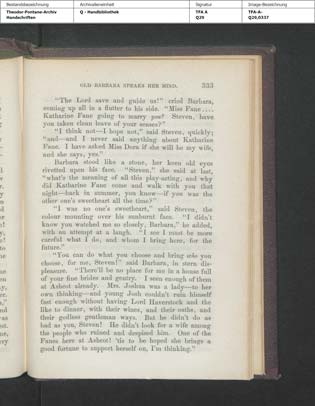 Bestandsbildner
Archivalieneinheit
Signatur
Image-Bezeichnung
Theodor-Fontane-Archiv
Handschriften
Q - Handbibliothek
TFA A
Q29
TFA-A-
Q29,0337
OLD BARBARA SPEAKS HER MIND.
333
"The Lord save and guide us!" cried Barbara,
coming up all in a flutter to his side. "Miss Fane ....
Katharine Fane going to marry you? Steven, have
you taken clean leave of your senses?"
"I think not—I hope not," said Steven, quickly;
"and—and I never said anything about Katharine
Fane. I have asked Miss Dora if she will be my wife,
and she says, yes."
Barbara stood like a stone, her keen old eyes
rivetted upon his face. "Steven," she said at last,
"what's the meaning of all this play-acting, and why
did Katharine Fane come and walk with you that
night—back in summer, you know—if you was the
other one's sweetheart all the time?"
"I was no one's sweetheart," said Steven, the
colour mounting over his sunburnt face. "I didn't
know you watched me so closely, Barbara," he added,
with an attempt at a laugh. "I see I must be more
careful what I do, and whom I bring here, for the
future."
"You can do what you choose and bring who you
choose, for me, Steven!" said Barbara, in stern dis-
pleasure. "There'll be no place for me in a house full
of your fine brides and gentry. I seen enough of them
at Ashcot already. Mrs. Joshua was a lady—to her
own thinking—and young Josh couldn't ruin himself
fast enough without having Lord Haverstock and the
like to dinner, with their wines, and their oaths, and
their godless gentleman ways. But he didn't do as
bad as you, Steven! He didn't look for a wife among
the people who ruined and despised him. One of the
Fanes here at Ashcot! 'tis to be hoped she brings a
good fortune to support herself on, I'm thinking."